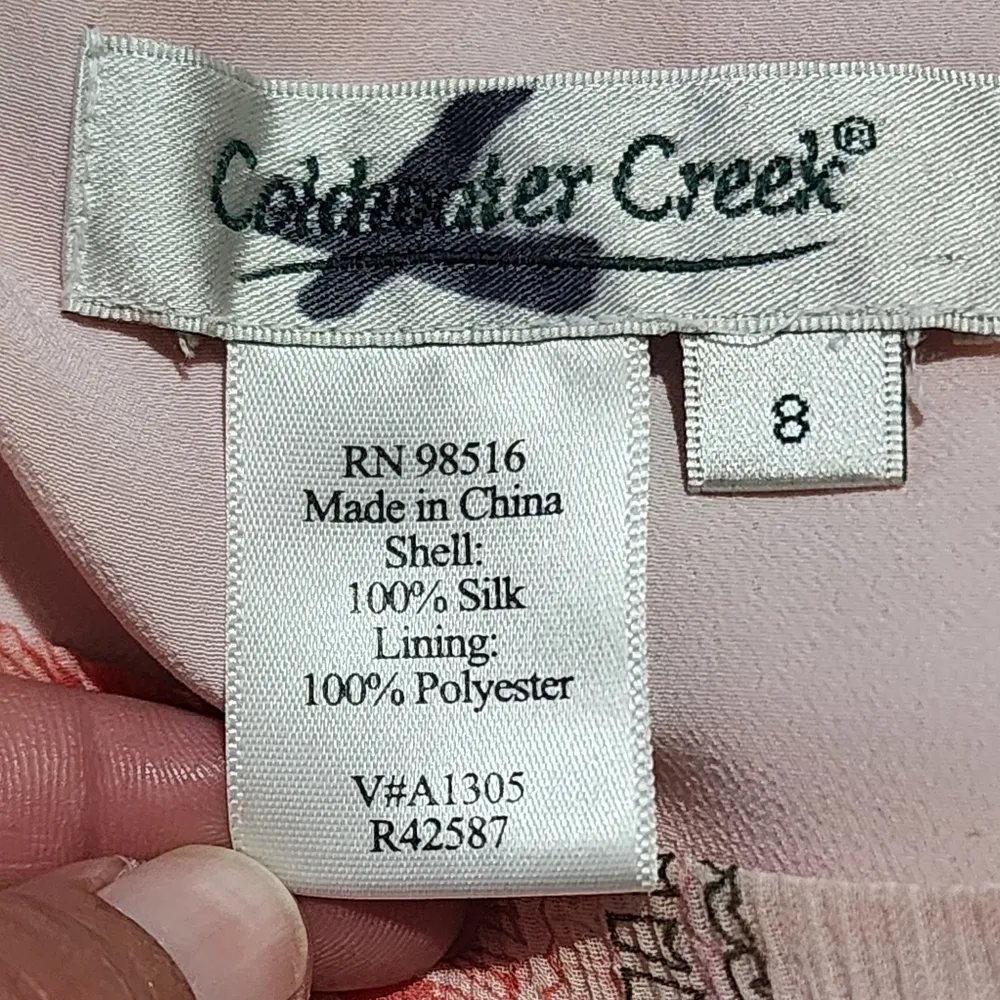 Coldwater Creek®
8
RN 98516
Made in China
Shell:
100% Silk
Lining:
100% Polyester
V#A1305
R42587